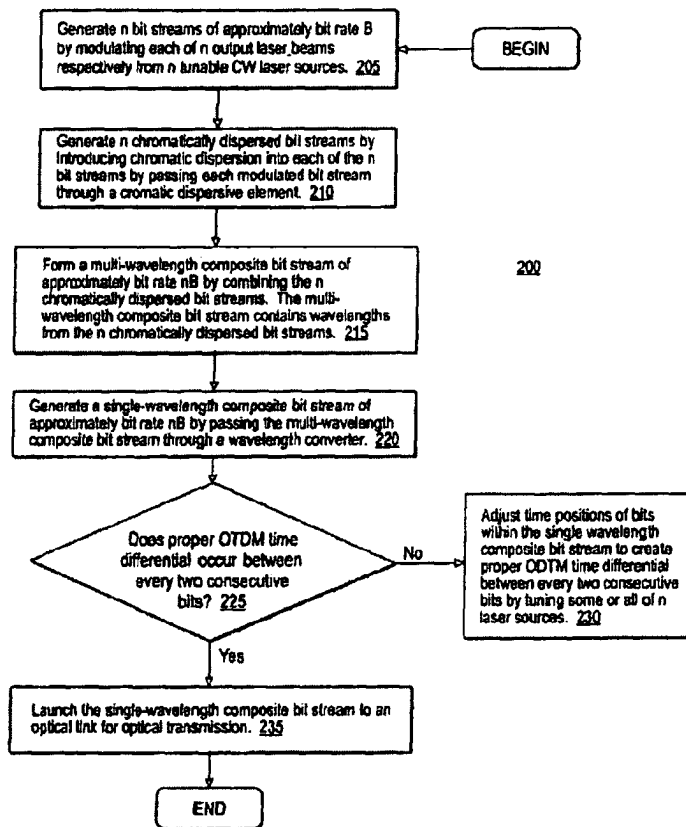 Generate n bit streams of approximately bit rate B
by modulating each of n output laser beams
respectively from n tunable CW laser sources. 205
BEGIN
Generate n chromatically dispersed bit streams by
introducing chromatic dispersion into each of the n
bit streams by passing each modulated bit stream
through a cromatic dispersive element. 210
Form a multi-wavelength composite bit stream of
approximately bit rate nB by combining the n
chromatically dispersed bit streams. The multi-
wavelength composite bit stream contains wavelengths
from the n chromatically dispersed bit streams. 215
200
Generate a single-wavelength composite bit stream of
approximately bit rate nB by passing the multi-wavelength
composite bit stream through a wavelength converter. 220
Does proper OTDM time
differential occur between
every two consecutive
bits? 225
No
Adjust time positions of bits
within the single wavelength
composite bit stream to create
proper ODTM time differential
between every two consecutive
bits by tuning some or all of n
laser sources. 230
Yes
Launch the single-wavelength composite bit stream to an
optical link for optical transmission. 235
END